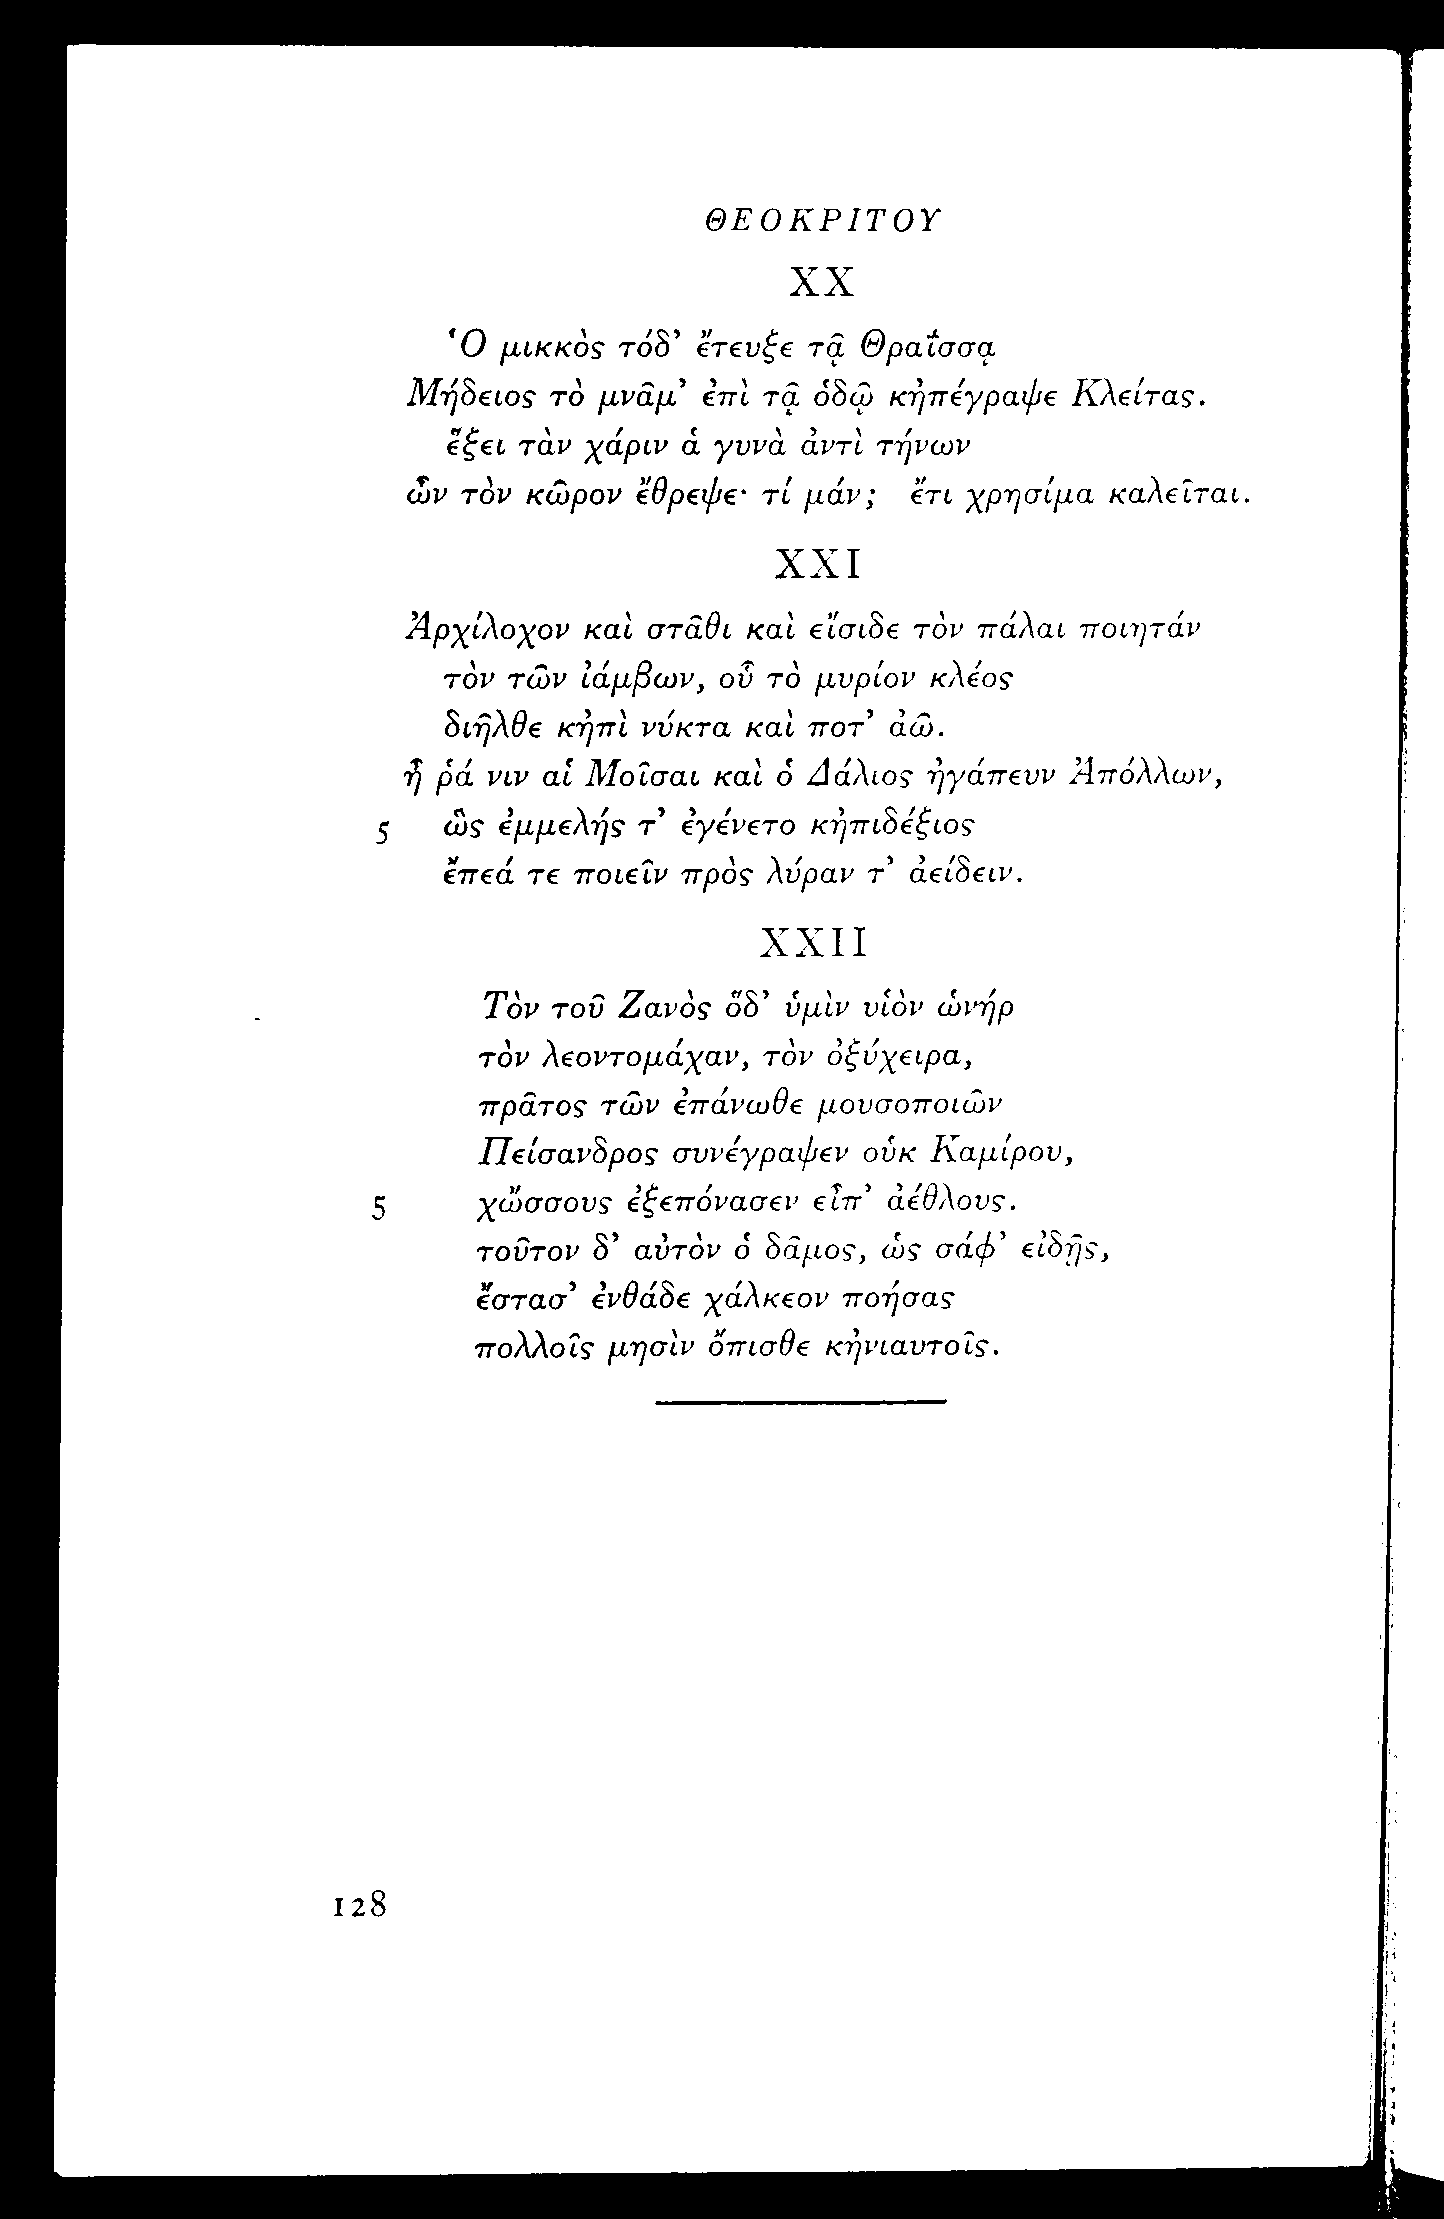 ΘΕΟΚΡΙΤΟΥ
XX
Ὁ μικκὸς τόδ’ ἔτευξε τᾷ Θραΐσσᾳ
Μήδειος τὸ μνᾶμ’ ἐπὶ τᾷ ὁδῷ κἠπέγραψε Κλείτας.
ἕξει τὰν χάριν ἁ γυνὰ ἀντὶ τήνων
ὧν τὸν κῶρον ἔθρεψε· τί μάν; ἔτι χρησίμα καλεῖται.
XXI
Ἀρχίλοχον καὶ στᾶθι καὶ εἴσιδε τὸν πάλαι ποιητάν
τὸν τῶν ἰάμβων, οὗ τὸ μυρίον κλέος
διῆλθε κἠπὶ νύκτα καὶ ποτ’ ἀῶ.
ἦ ῥά νιν αἱ Μοῖσαι καὶ ὁ Δάλιος ἠγάπευν Ἀπόλλων,
5 ὣς ἐμμελής τ’ ἐγένετο κἠπιδέξιος
ἔπεά τε ποιεῖν πρὸς λύραν τ’ ἀείδειν.
XXII
Τὸν τοῦ Ζανὸς ὅδ’ ὑμὶν υἱὸν ὡνήρ
τὸν λεοντομάχαν, τὸν ὀξύχειρα,
πρᾶτος τῶν ἐπάνωθε μουσοποιῶν
Πείσανδρος συνέγραψεν οὑκ Καμίρου,
5 χὤσσους ἐξεπόνασεν εἶπ’ ἀέθλους.
τοῦτον δ’ αὐτὸν ὁ δᾶμος, ὡς σάφ’ εἰδῇς,
ἔστασ’ ἐνθάδε χάλκεον ποήσας
πολλοῖς μησὶν ὄπισθε κἠνιαυτοῖς.
128